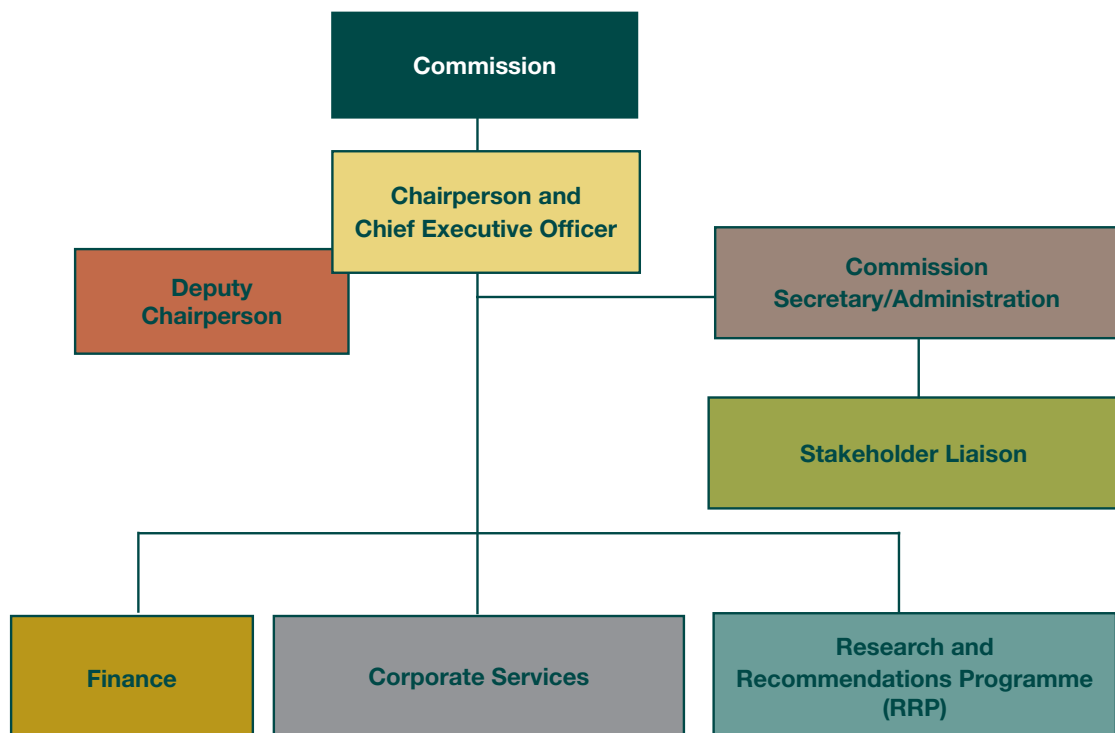 Commission
Chairperson and
Chief Executive Officer
Deputy
Chairperson
Commission
Secretary/Administration
Stakeholder Liaison
Finance
Corporate Services
Research and
Recommendations Programme
(RRP)